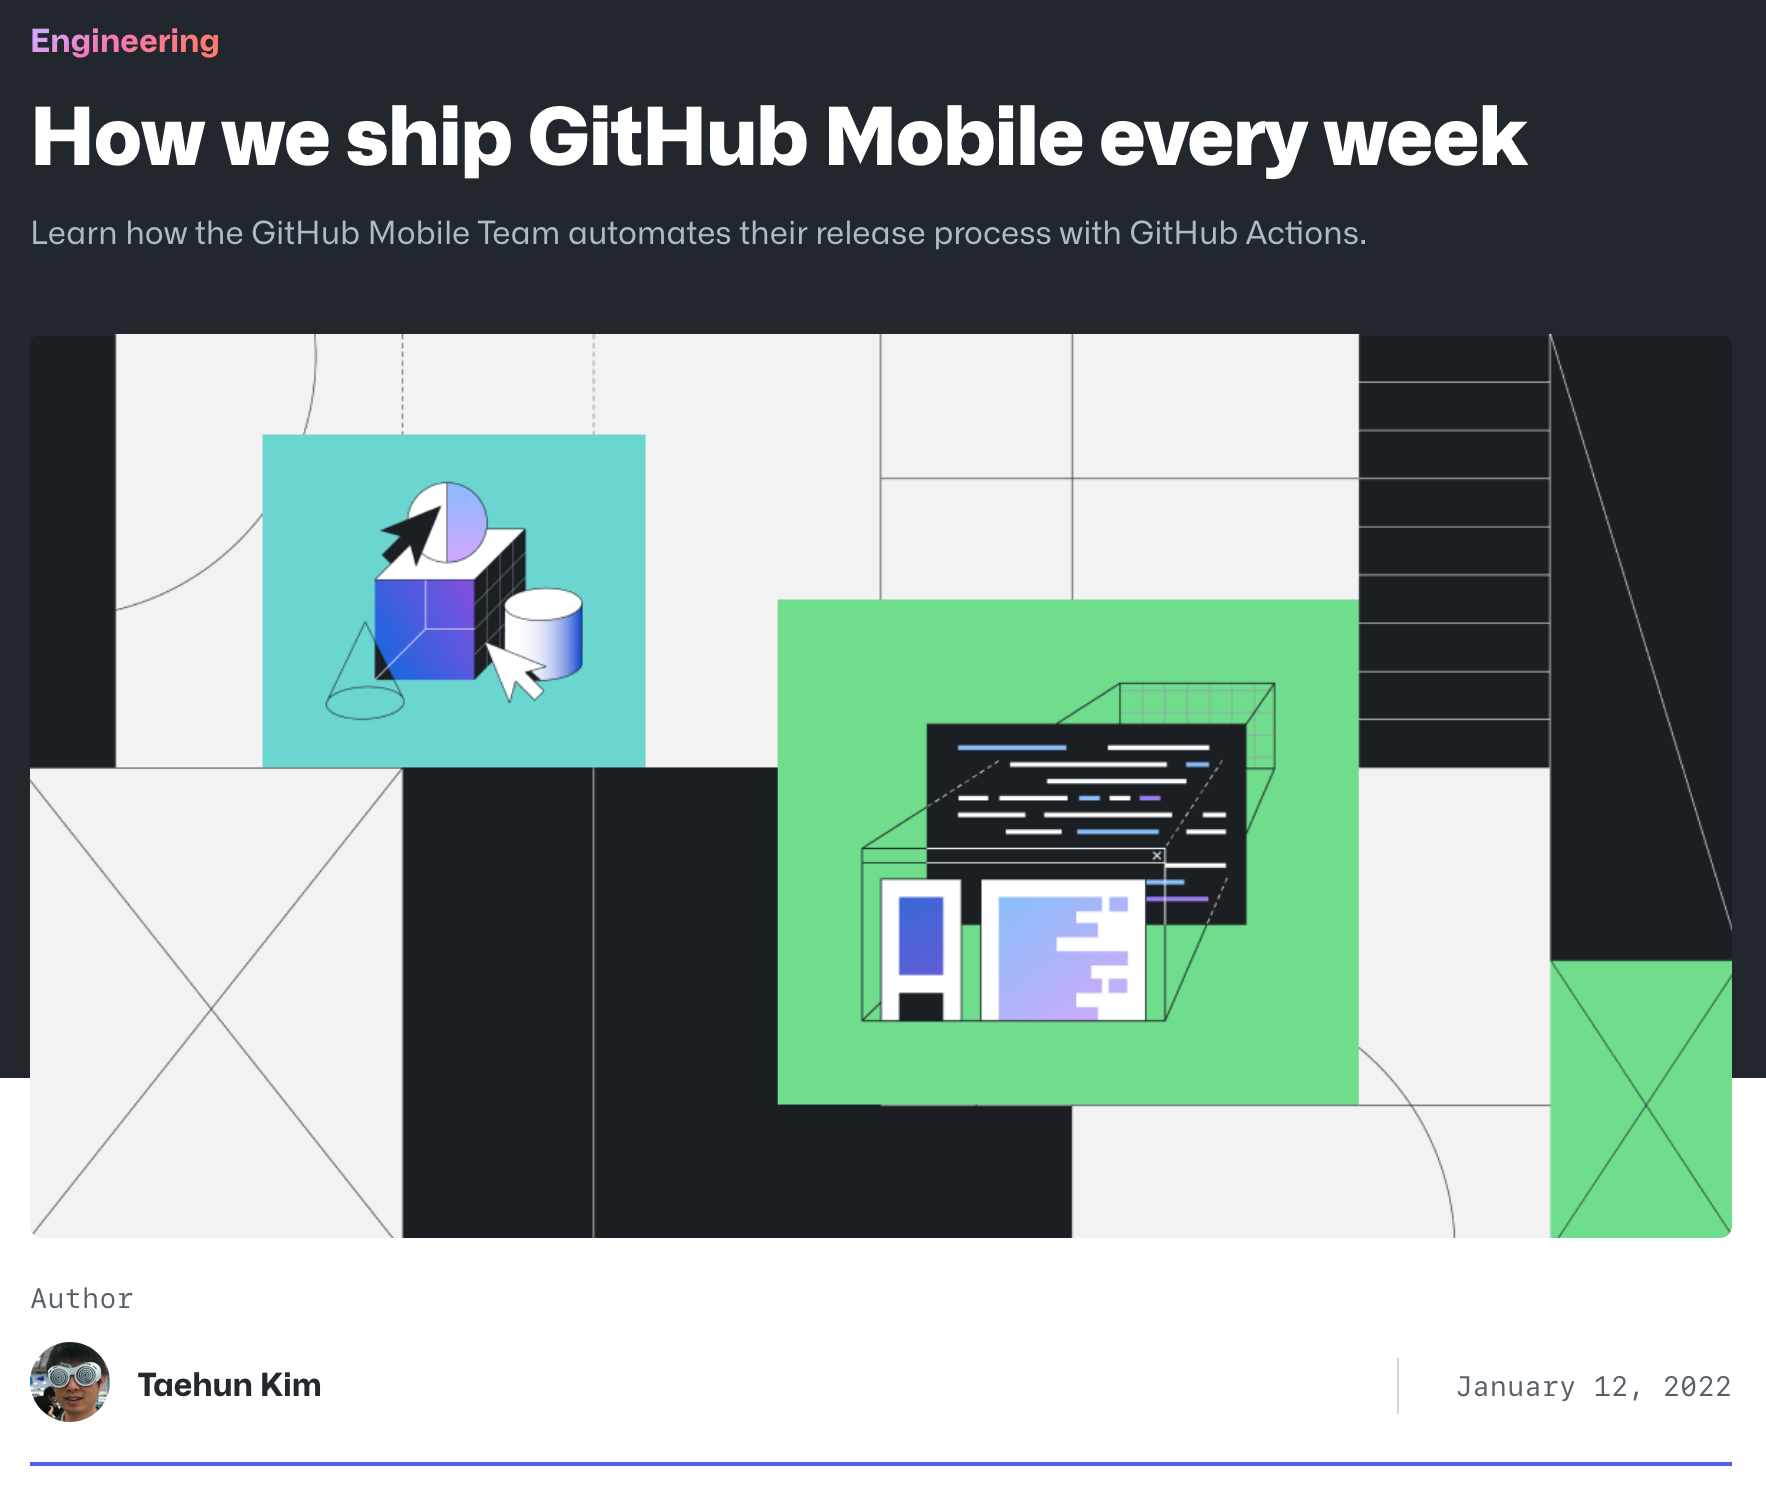 Engineering
How we ship GitHub Mobile every week
Learn how the GitHub Mobile Team automates their release process with GitHub Actions.
Author
Taehun Kim
January 12, 2022